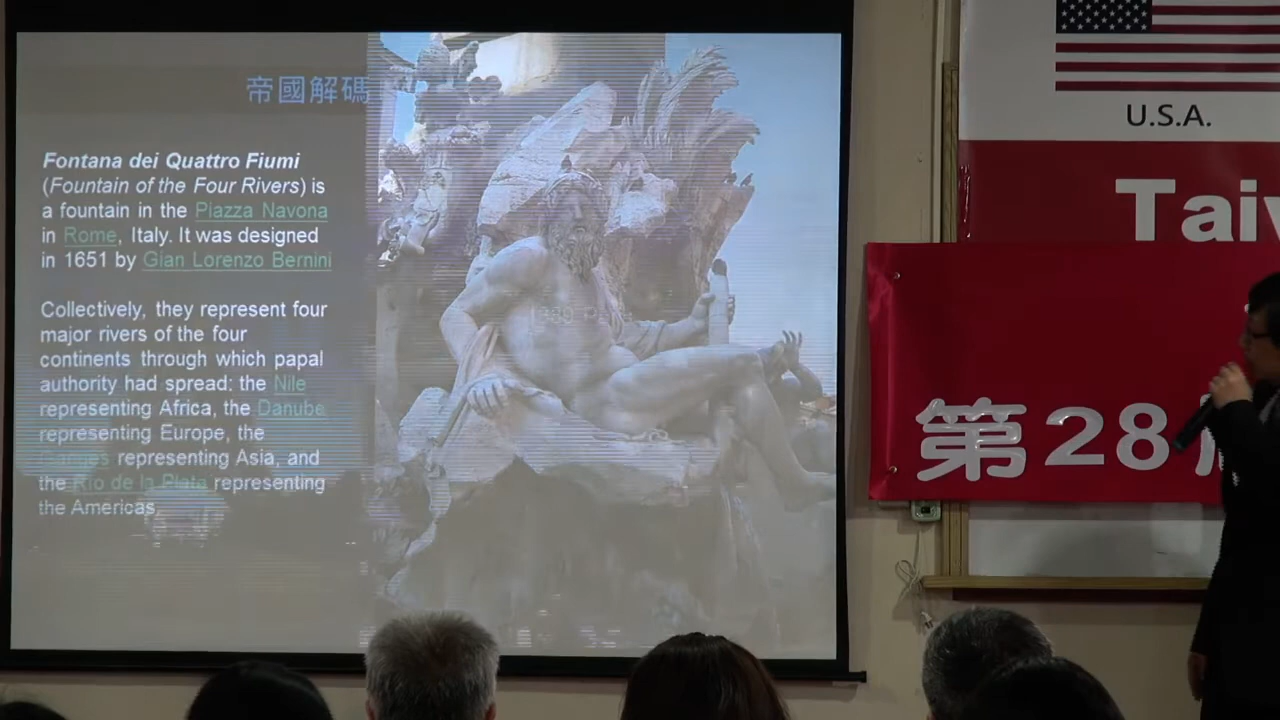 帝國解碼
Fontana dei Quattro Fiumi
(Fountain of the Four Rivers) is
a fountain in the Piazza Navona
in Rome, Italy. It was designed
in 1651 by Gian Lorenzo Bernini
Collectively, they represent four
major rivers of the four
continents through which papal
authority had spread: the Nile
representing Africa, the Danube
representing Europe, the
Ganges representing Asia, and
the Río de la Plata representing
the Americas.
U.S.A.
Tai
第28